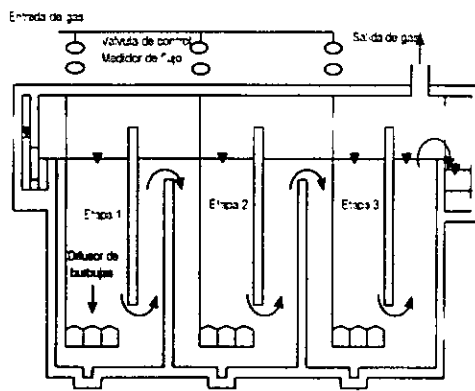 Entrada de gas
Valvula de control
Medidor de flujo
Salida de gas
Etapa 1
Etapa 2
Etapa 3
Difusor de
burbujas